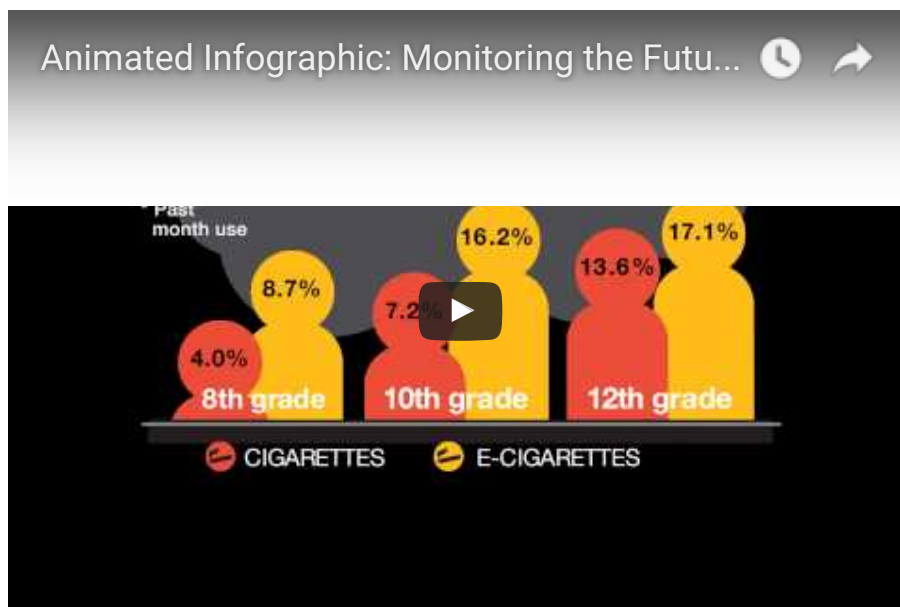 Animated Infographic: Monitoring the Futu...
* Past
month use
16.2%
17.1%
8.7%
13.6%
7.2%
4.0%
8th grade
10th grade
12th grade
CIGARETTES
E-CIGARETTES